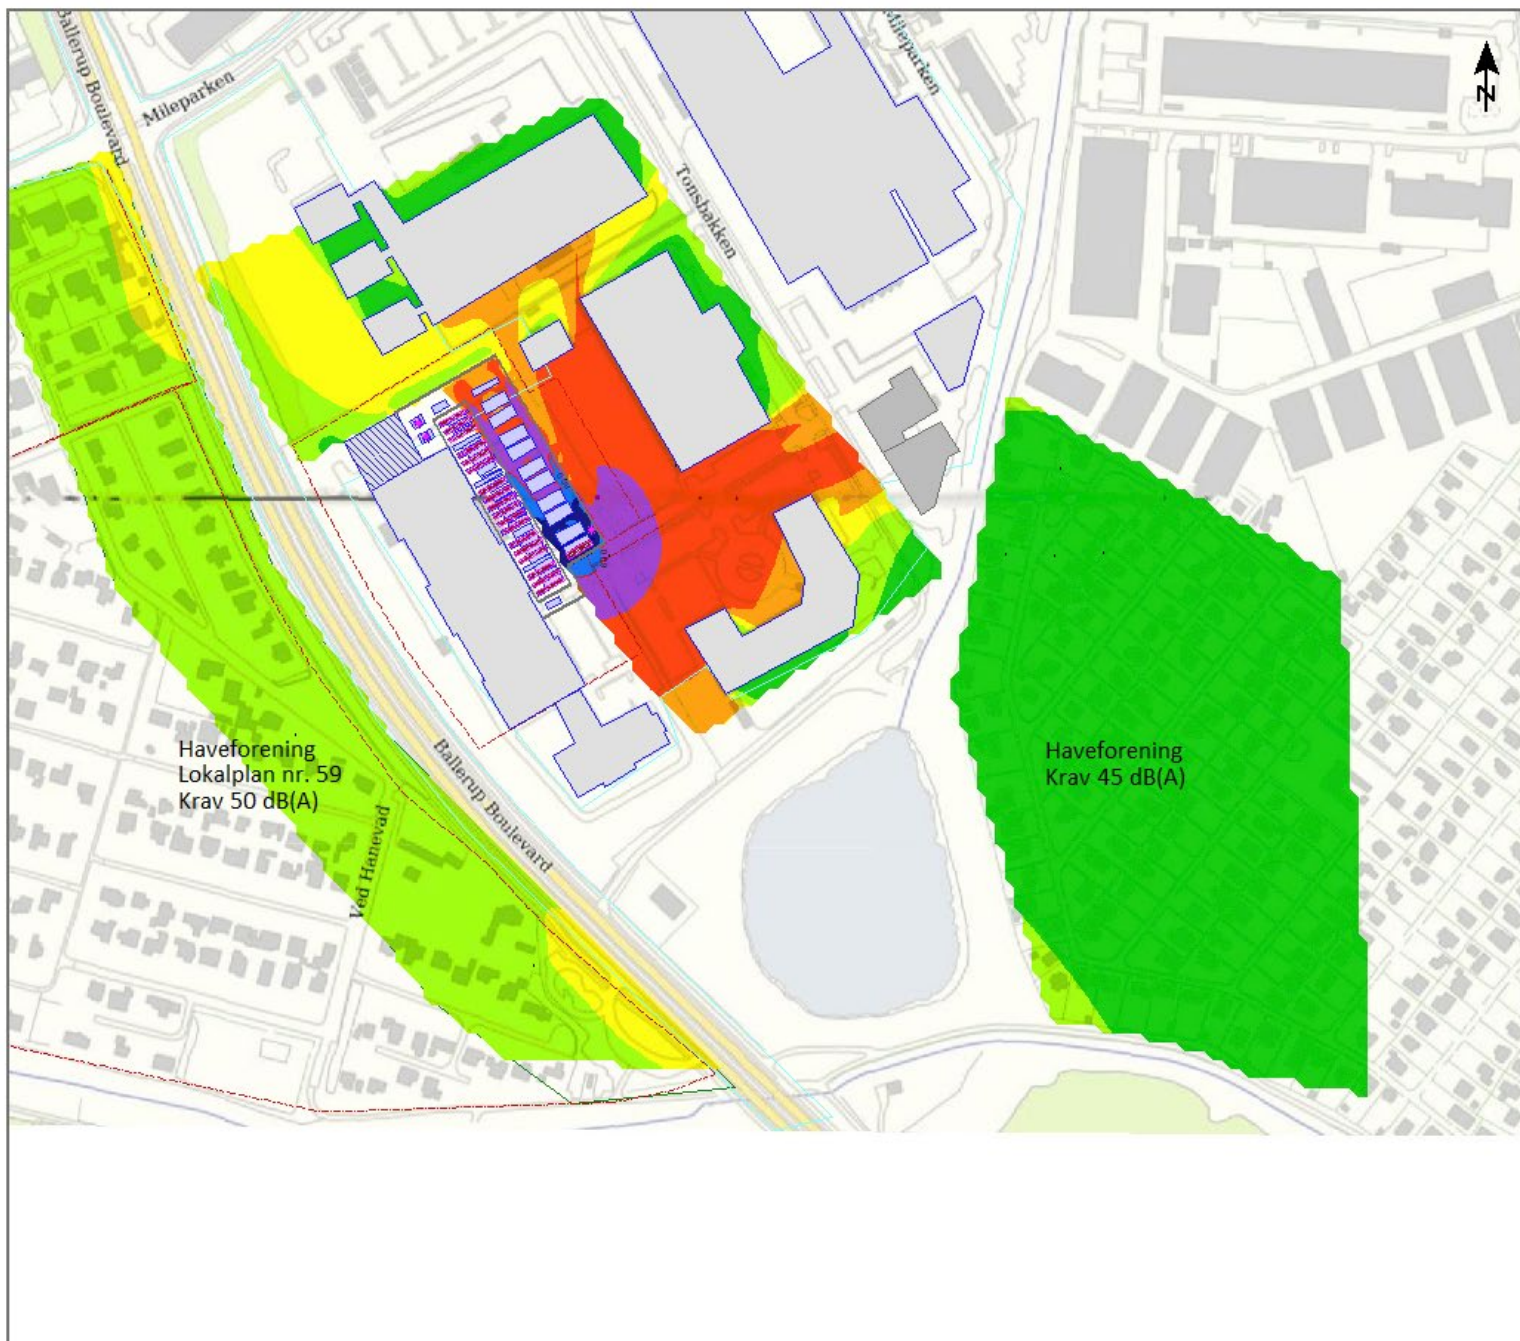 Ballerup Boulevard
Mileparken
Mileparken
N
Tonsbakken
Haveforening
Lokalplan nr. 59
Krav 50 dB(A)
Haveforening
Krav 45 dB(A)
Ballerup Boulevard
Ved Hanevad